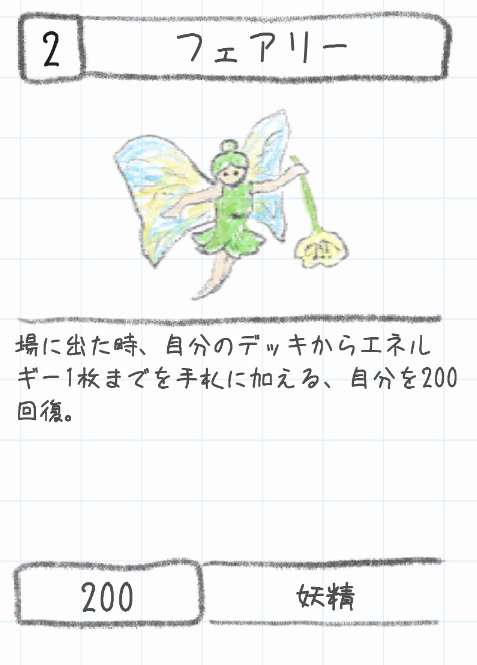 2
フェアリー
場に出た時、自分のデッキからエネル
ギー1枚までを手札に加える、自分を200
回復。
200
妖精